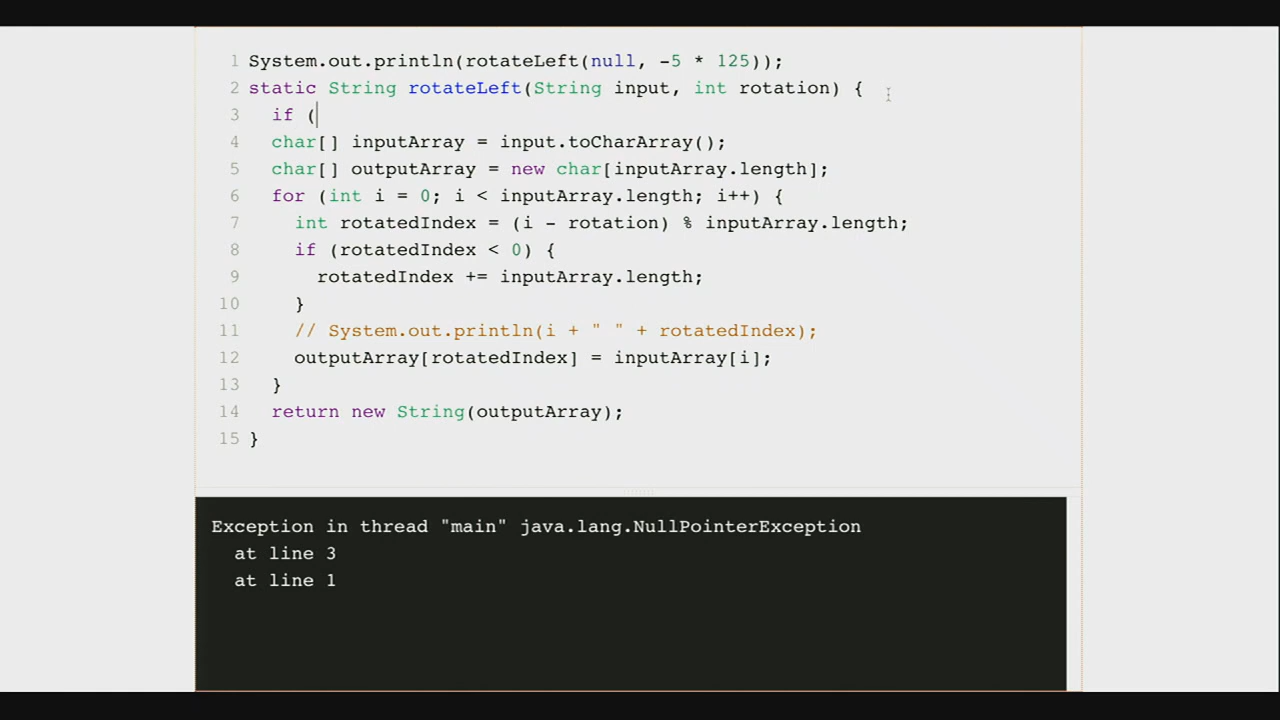 1 System.out.println(rotateLeft(null, -5 * 125));
2 static String rotateLeft(String input, int rotation) {
3 if (
4 char[] inputArray = input.toCharArray();
5 char[] outputArray = new char[inputArray.length];
6 for (int i = 0; i < inputArray.length; i++) {
7 int rotatedIndex = (i - rotation) % inputArray.length;
8 if (rotatedIndex < 0) {
9 rotatedIndex += inputArray.length;
10 }
11 // System.out.println(i + " " + rotatedIndex);
12 outputArray[rotatedIndex] = inputArray[i];
13 }
14 return new String(outputArray);
15 }
Exception in thread "main" java.lang.NullPointerException
at line 3
at line 1